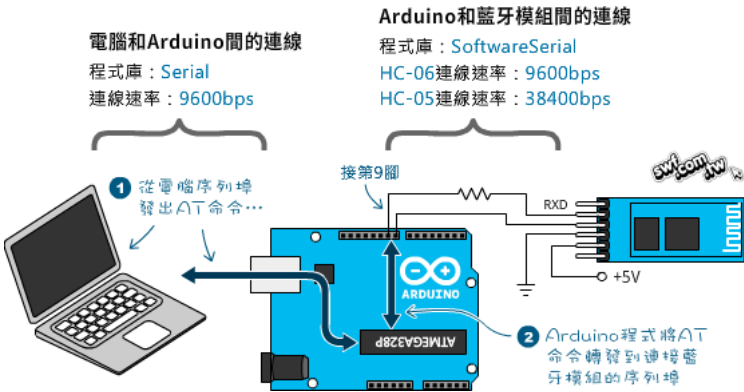 電腦和Arduino間的連線
程式庫：Serial
連線速率：9600bps
Arduino和藍牙模組間的連線
程式庫：SoftwareSerial
HC-06連線速率：9600bps
HC-05連線速率：38400bps
swf.com.tw
1 從電腦序列埠
發出AT命令…
接第9腳
RXD
+5V
ARDUINO
ATMEGA328P
2 Arduino程式將AT
命令轉發到連接藍
牙模組的序列埠